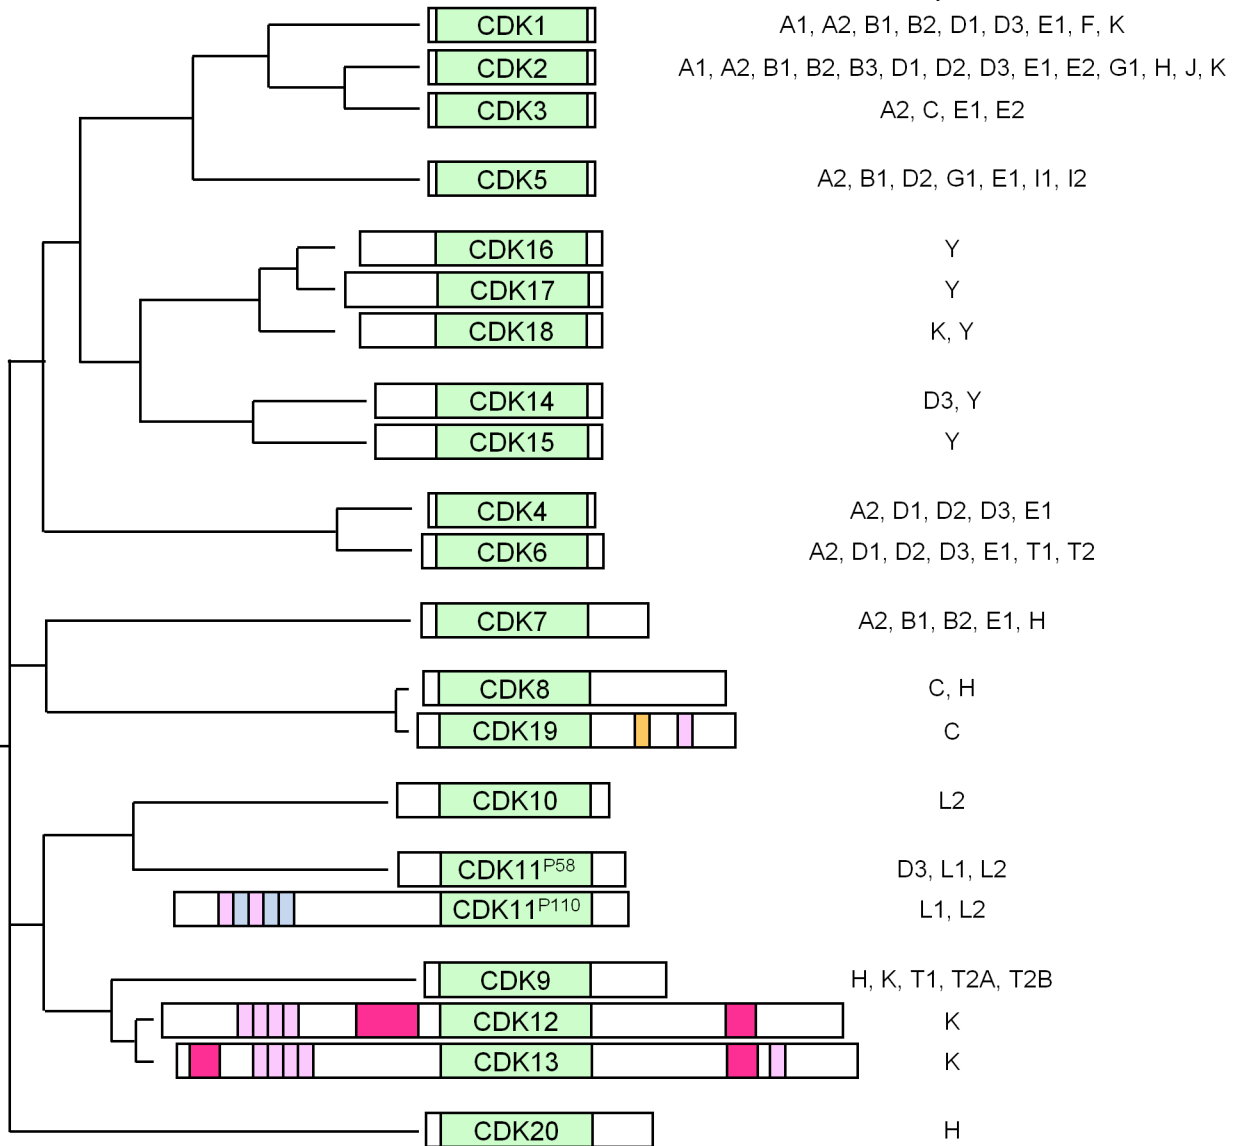 CDK1 A1, A2, B1, B2, D1, D3, E1, F, K
CDK2 A1, A2, B1, B2, B3, D1, D2, D3, E1, E2, G1, H, J, K
CDK3 A2, C, E1, E2
CDK5 A2, B1, D2, G1, E1, I1, I2
CDK16 Y
CDK17 Y
CDK18 K, Y
CDK14 D3, Y
CDK15 Y
CDK4 A2, D1, D2, D3, E1
CDK6 A2, D1, D2, D3, E1, T1, T2
CDK7 A2, B1, B2, E1, H
CDK8 C, H
CDK19 C
CDK10 L2
CDK11P58 D3, L1, L2
CDK11P110 L1, L2
CDK9 H, K, T1, T2A, T2B
CDK12 K
CDK13 K
CDK20 H